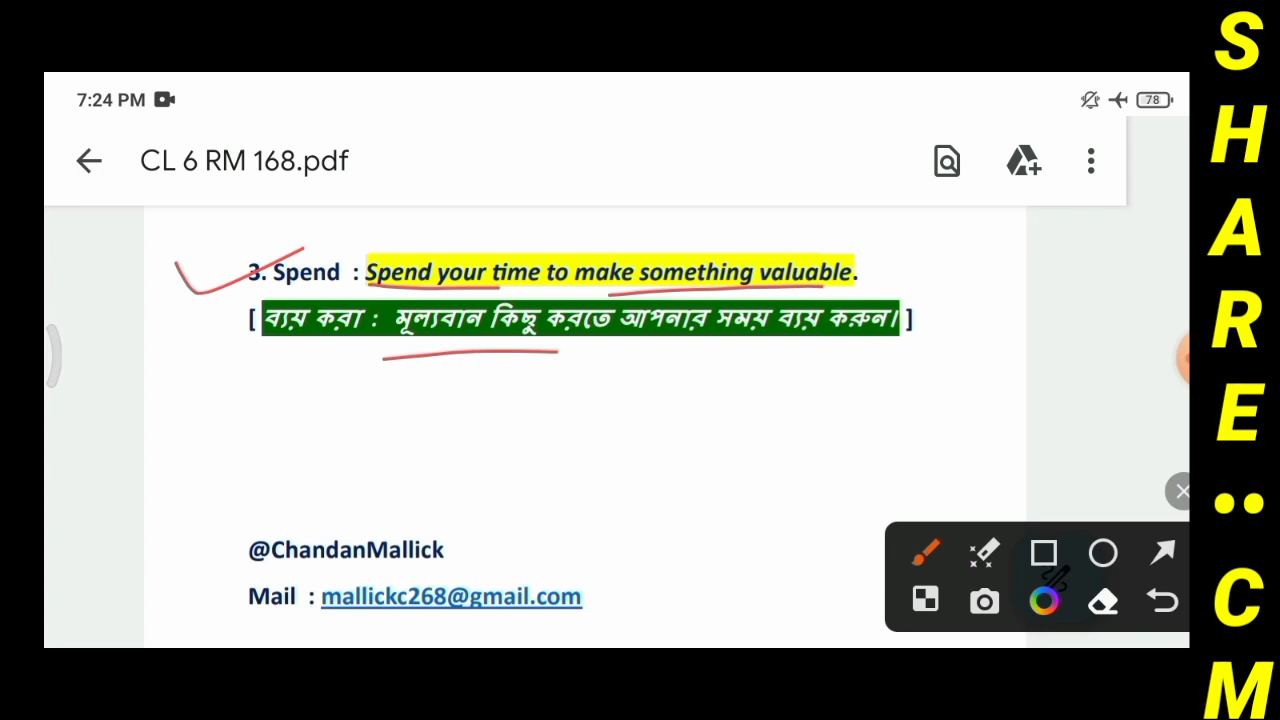 7:24 PM
78
CL 6 RM 168.pdf
3. Spend : Spend your time to make something valuable.
[ ব্যয় করা : মূল্যবান কিছু করতে আপনার সময় ব্যয় করুন। ]
@ChandanMallick
Mail : mallickc268@gmail.com
SHARE..CM